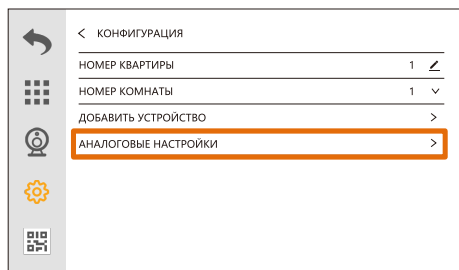 < КОНФИГУРАЦИЯ
НОМЕР КВАРТИРЫ 1
НОМЕР КОМНАТЫ 1
ДОБАВИТЬ УСТРОЙСТВО >
АНАЛОГОВЫЕ НАСТРОЙКИ >